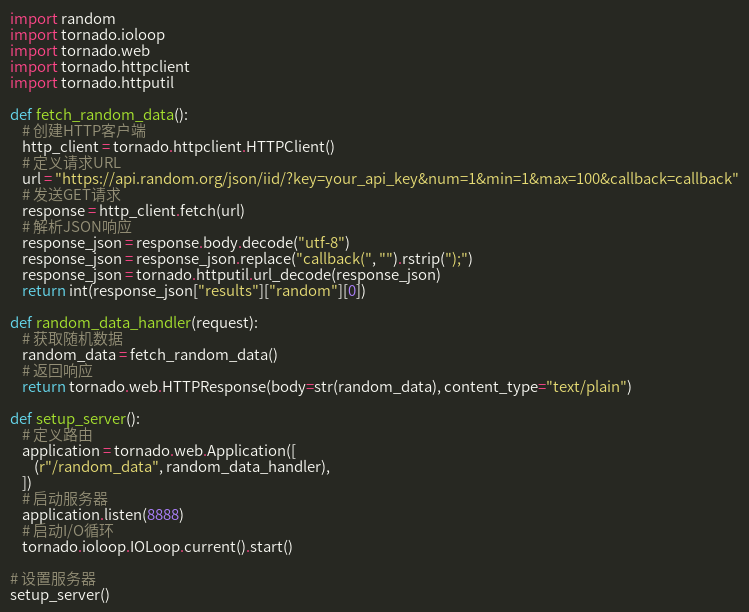 import random
import tornado.ioloop
import tornado.web
import tornado.httpclient
import tornado.httputil

def fetch_random_data():
    # 创建HTTP客户端
    http_client = tornado.httpclient.HTTPClient()
    # 定义请求URL
    url = "https://api.random.org/json/iid/?key=your_api_key&num=1&min=1&max=100&callback=callback"
    # 发送GET请求
    response = http_client.fetch(url)
    # 解析JSON响应
    response_json = response.body.decode("utf-8")
    response_json = response_json.replace("callback(", "").rstrip(");")
    response_json = tornado.httputil.url_decode(response_json)
    return int(response_json["results"]["random"][0])

def random_data_handler(request):
    # 获取随机数据
    random_data = fetch_random_data()
    # 返回响应
    return tornado.web.HTTPResponse(body=str(random_data), content_type="text/plain")

def setup_server():
    # 定义路由
    application = tornado.web.Application([
        (r"/random_data", random_data_handler),
    ])
    # 启动服务器
    application.listen(8888)
    # 启动I/O循环
    tornado.ioloop.IOLoop.current().start()

# 设置服务器
setup_server()